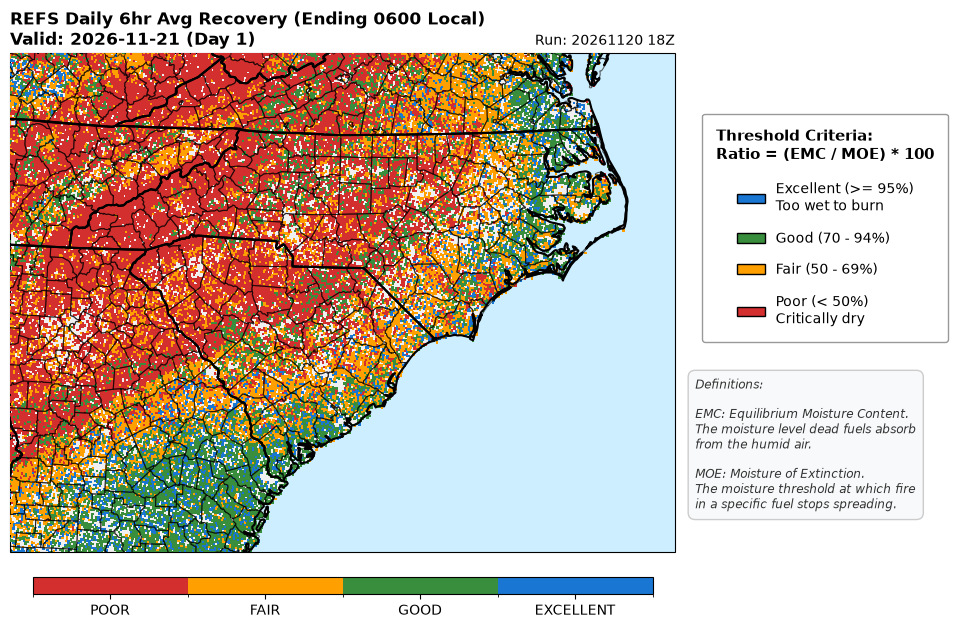 REFS Daily 6hr Avg Recovery (Ending 0600 Local)
Valid: 2026-11-21 (Day 1)
Run: 20261120 18Z
Threshold Criteria:
Ratio = (EMC / MOE) * 100
Excellent (>= 95%)
Too wet to burn
Good (70 - 94%)
Fair (50 - 69%)
Poor (< 50%)
Critically dry
Definitions:
EMC: Equilibrium Moisture Content.
The moisture level dead fuels absorb
from the humid air.
MOE: Moisture of Extinction.
The moisture threshold at which fire
in a specific fuel stops spreading.
POOR
FAIR
GOOD
EXCELLENT